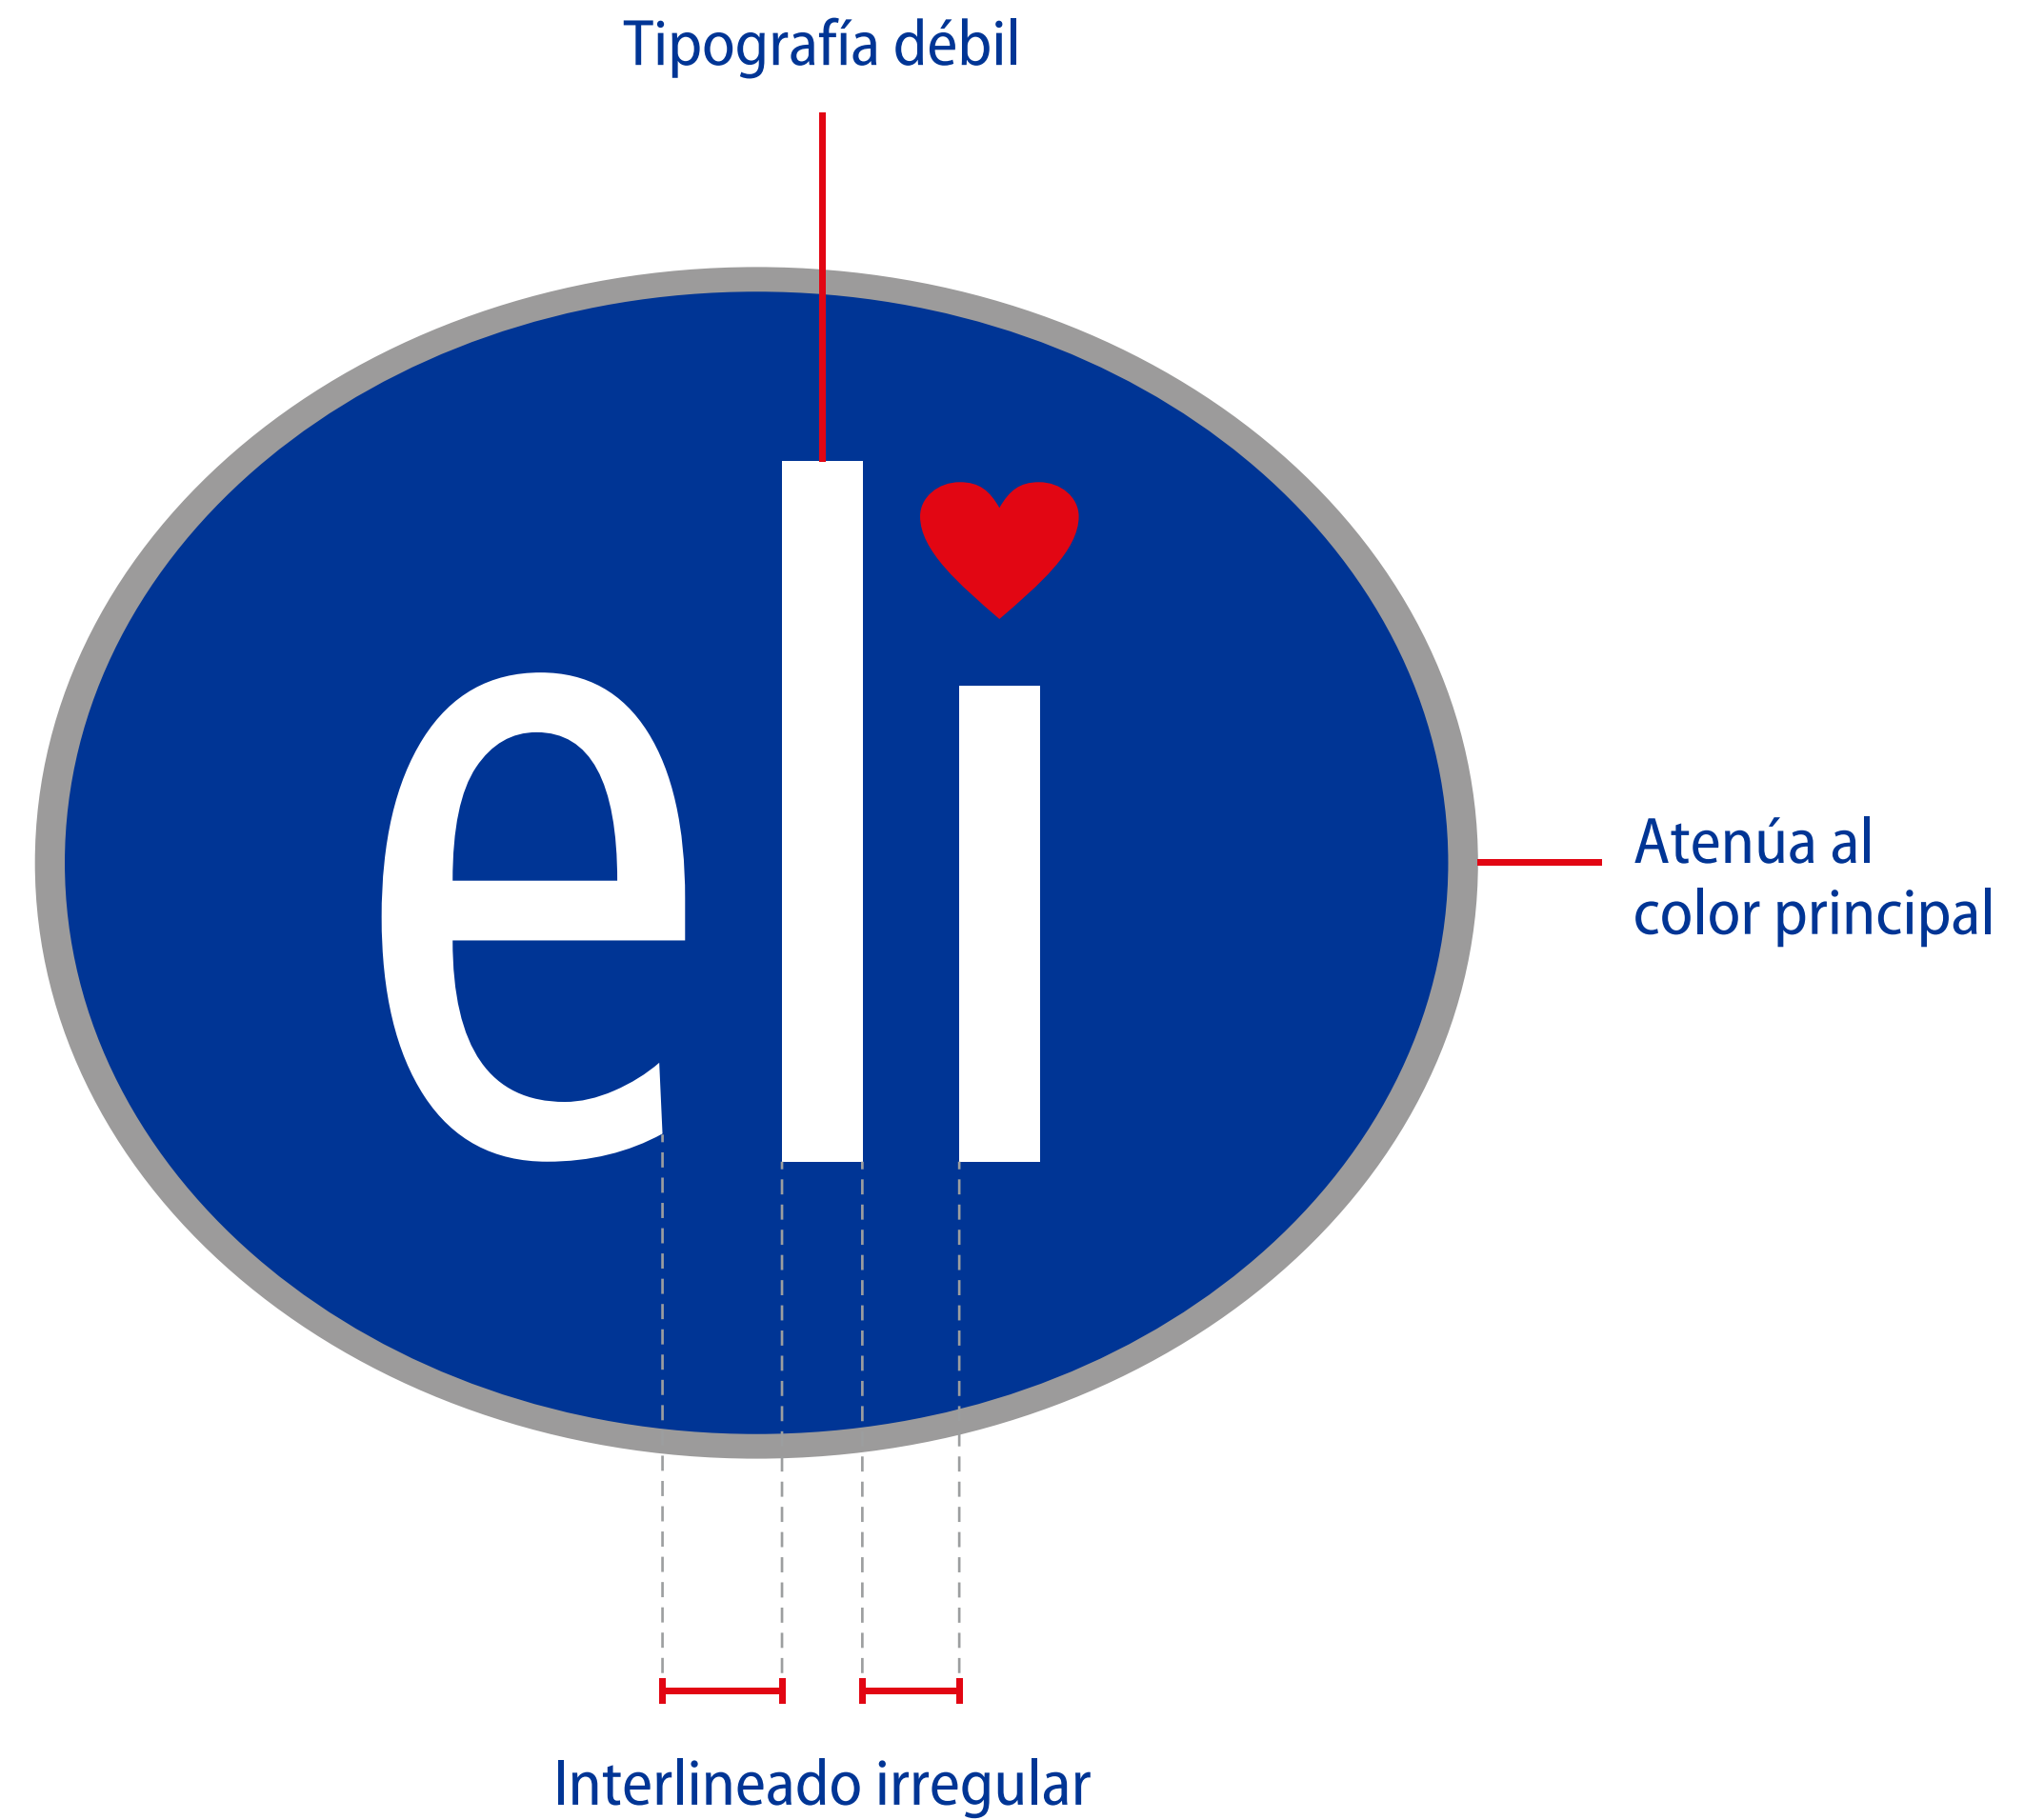 Tipografía débil
eli
Atenúa al
color principal
Interlineado irregular